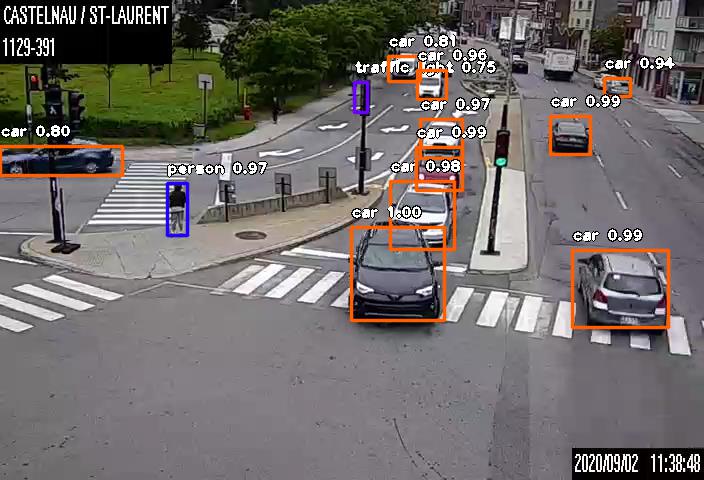 CASTELNAU / ST-LAURENT
1129-391
car 0.81
car 0.96
traffic light 0.75
car 0.94
car 0.97
car 0.99
car 0.80
car 0.99
person 0.97
car 0.98
car 1.00
car 0.99
2020/09/02 11:38:48